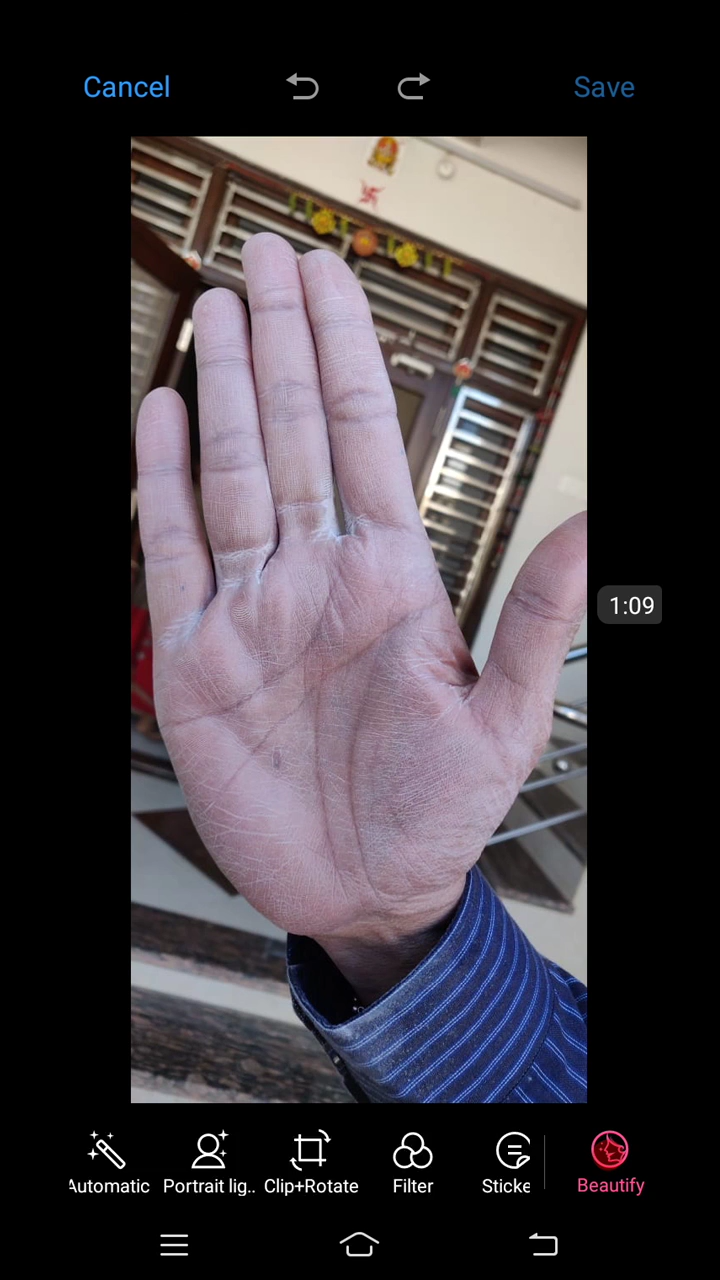 Cancel
Save
1:09
Automatic
Portrait lig..
Clip+Rotate
Filter
Sticke
Beautify